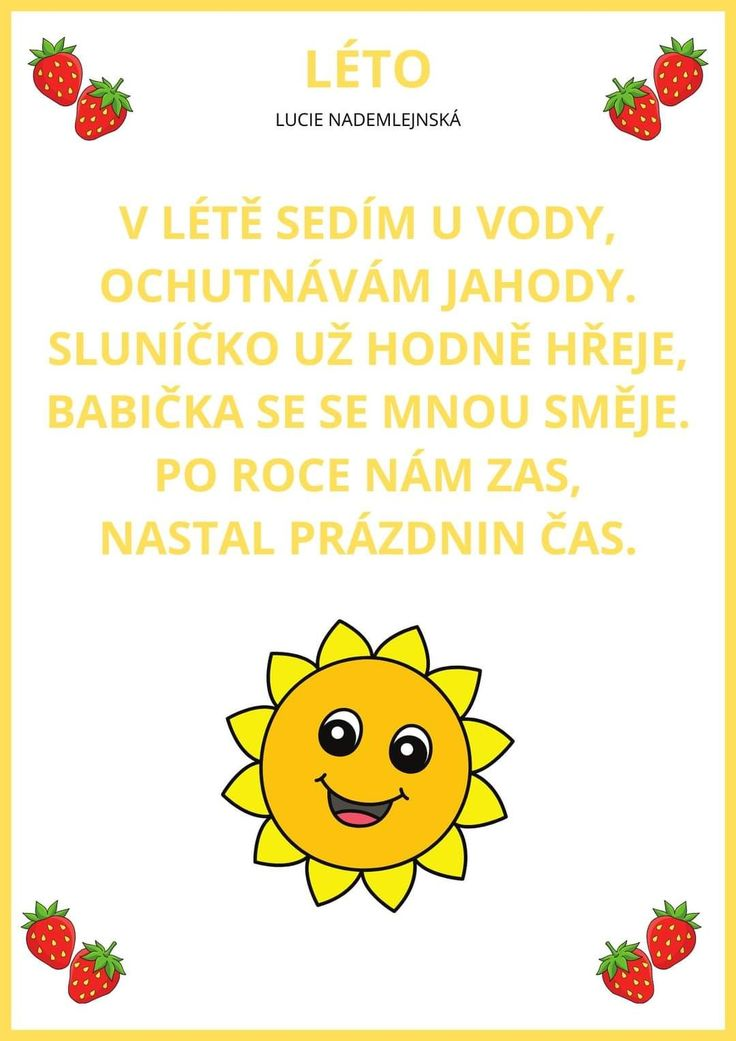 LÉTO
LUCIE NADEMLEJNSKÁ
V LÉTĚ SEDÍM U VODY,
OCHUTNÁVÁM JAHODY.
SLUNÍČKO UŽ HODNĚ HŘEJE,
BABIČKA SE SE MNOU SMĚJE.
PO ROCE NÁM ZAS,
NASTAL PRÁZDNIN ČAS.